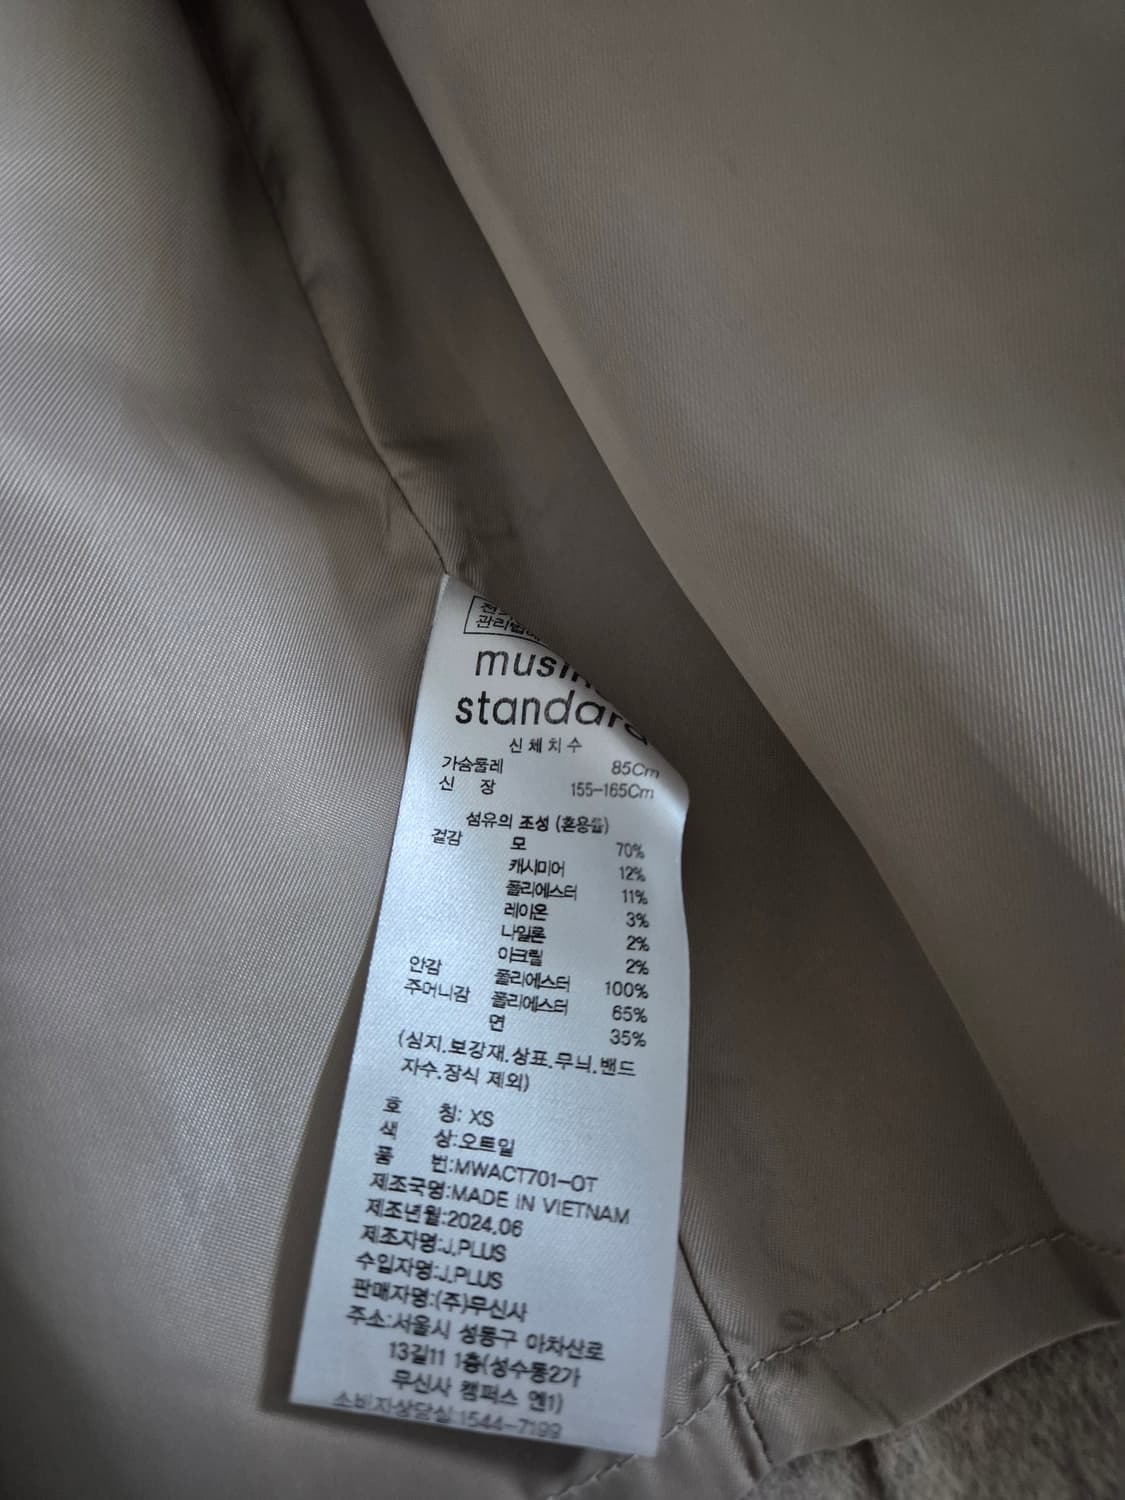 관리법에
standard
신체치수
가슴둘레 85Cm
신 장 155-165Cm
섬유의 조성 (혼용율)
겉감 모 70%
캐시미어 12%
폴리에스터 11%
레이온 3%
나일론 2%
아크릴 2%
안감 폴리에스터 100%
주머니감 폴리에스터 65%
면 35%
(심지.보강재.상표.무늬.밴드
자수.장식 제외)
호 칭: XS
색 상:오트밀
품 번:MWACT701-OT
제조국명:MADE IN VIETNAM
제조년월:2024.06
제조자명:J.PLUS
수입자명:J.PLUS
판매자명:(주)무신사
주소:서울시 성동구 아차산로
13길11 1층(성수동2가
무신사 캠퍼스 엔1)
소비자상담실:1544-7199